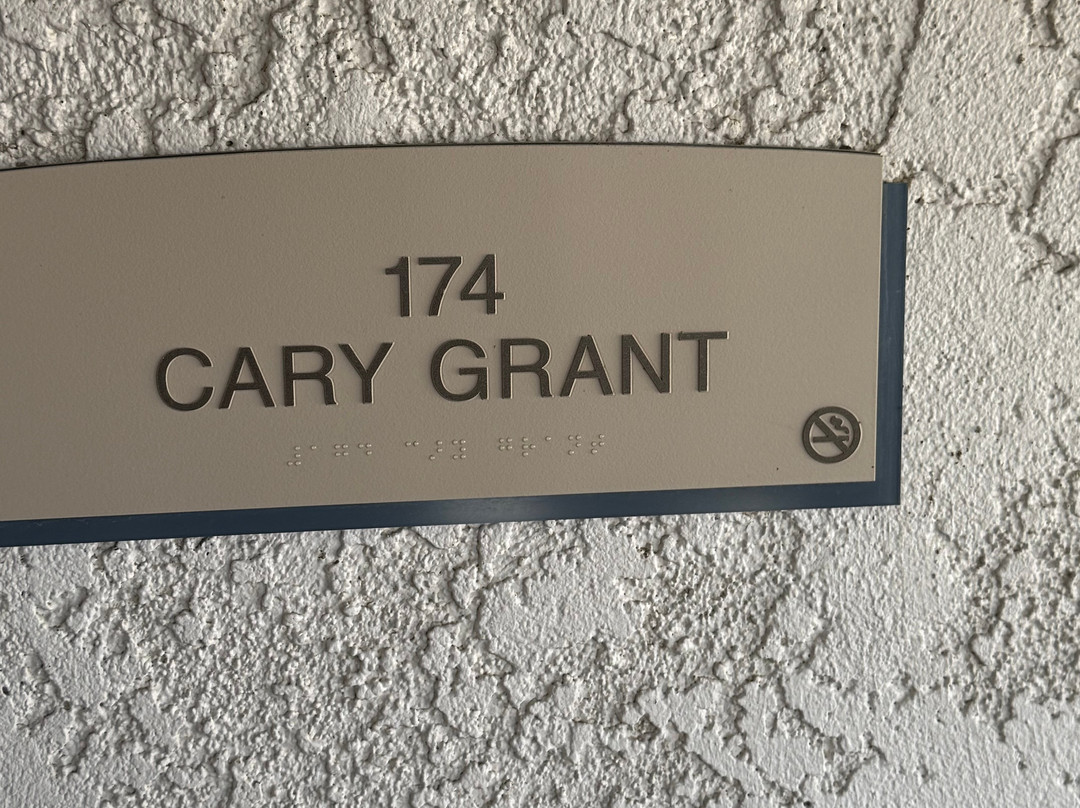 174
CARY GRANT
⠼⠁⠛⠙ ⠉⠜⠽ ⠛⠗⠁⠝⠞